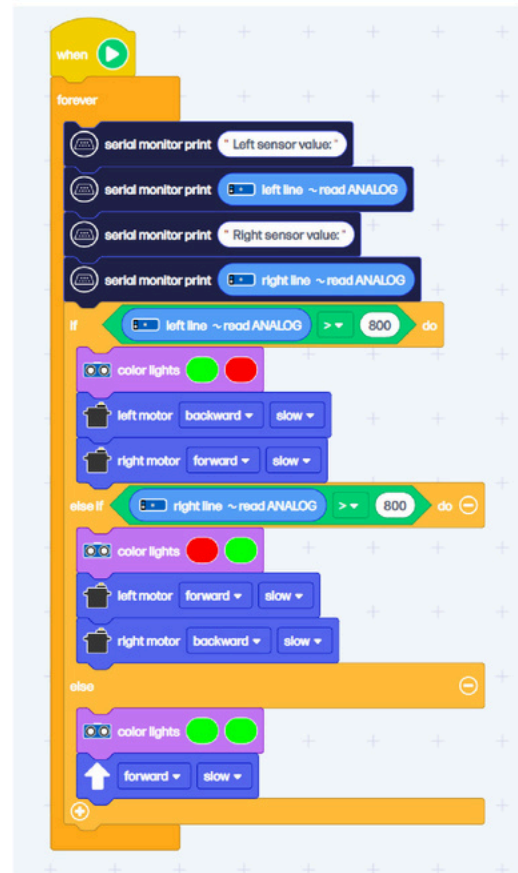 when
forever
serial monitor print " Left sensor value: "
serial monitor print left line ~ read ANALOG
serial monitor print " Right sensor value: "
serial monitor print right line ~ read ANALOG
if left line ~ read ANALOG > 800 do
color lights
left motor backward slow
right motor forward slow
else if right line ~ read ANALOG > 800 do
color lights
left motor forward slow
right motor backward slow
else
color lights
forward slow